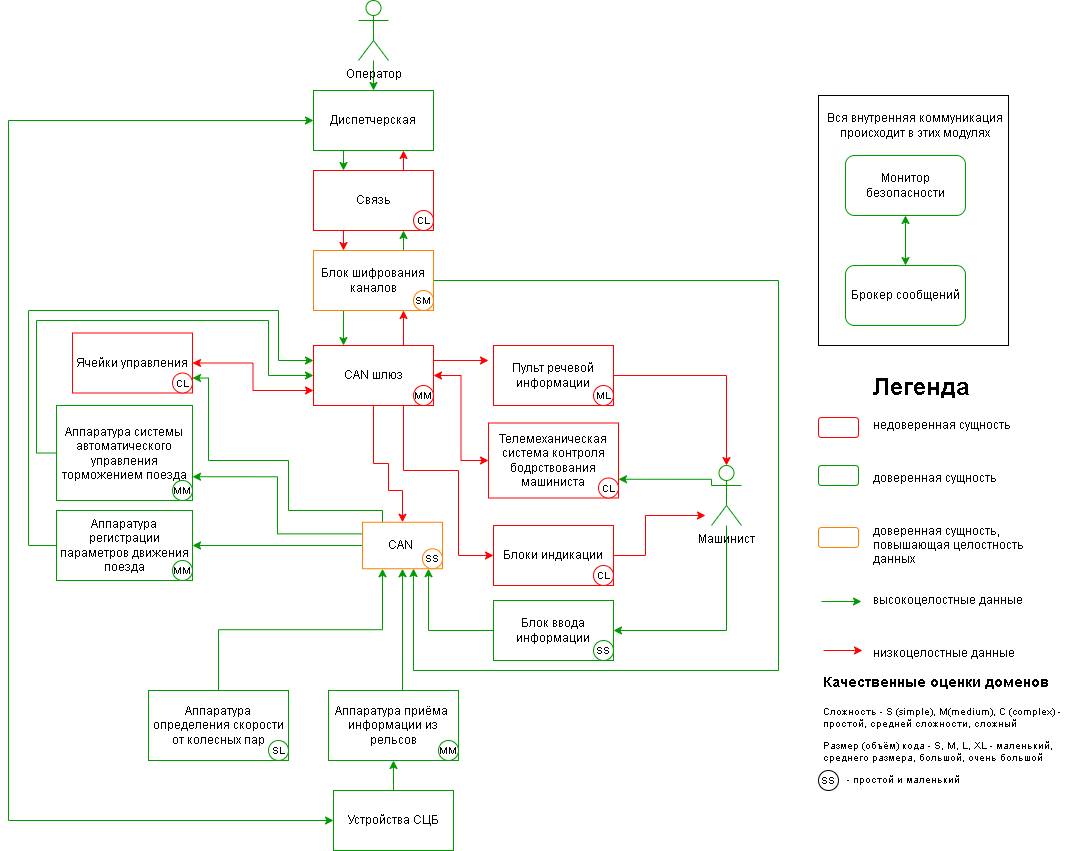 Оператор
Диспетчерская
Связь
CL
Блок шифрования
каналов
SM
Ячейки управления
CL
CAN шлюз
MM
Пульт речевой
информации
ML
Аппаратура системы
автоматического
управления
торможением поезда
MM
Телемеханическая
система контроля
бодрствования
машиниста
CL
Машинист
Аппаратура
регистрации
параметров движения
поезда
MM
CAN
SS
Блоки индикации
CL
Блок ввода
информации
SS
Аппаратура
определения скорости
от колесных пар
SL
Аппаратура приёма
информации из
рельсов
MM
Устройства СЦБ
Вся внутренняя коммуникация
происходит в этих модулях
Монитор
безопасности
Брокер сообщений
Легенда
недоверенная сущность
доверенная сущность
доверенная сущность,
повышающая целостность
данных
высокоцелостные данные
низкоцелостные данные
Качественные оценки доменов
Сложность - S (simple), M(medium), C (complex) -
простой, средней сложности, сложный
Размер (объём) кода - S, M, L, XL - маленький,
среднего размера, большой, очень большой
SS - простой и маленький